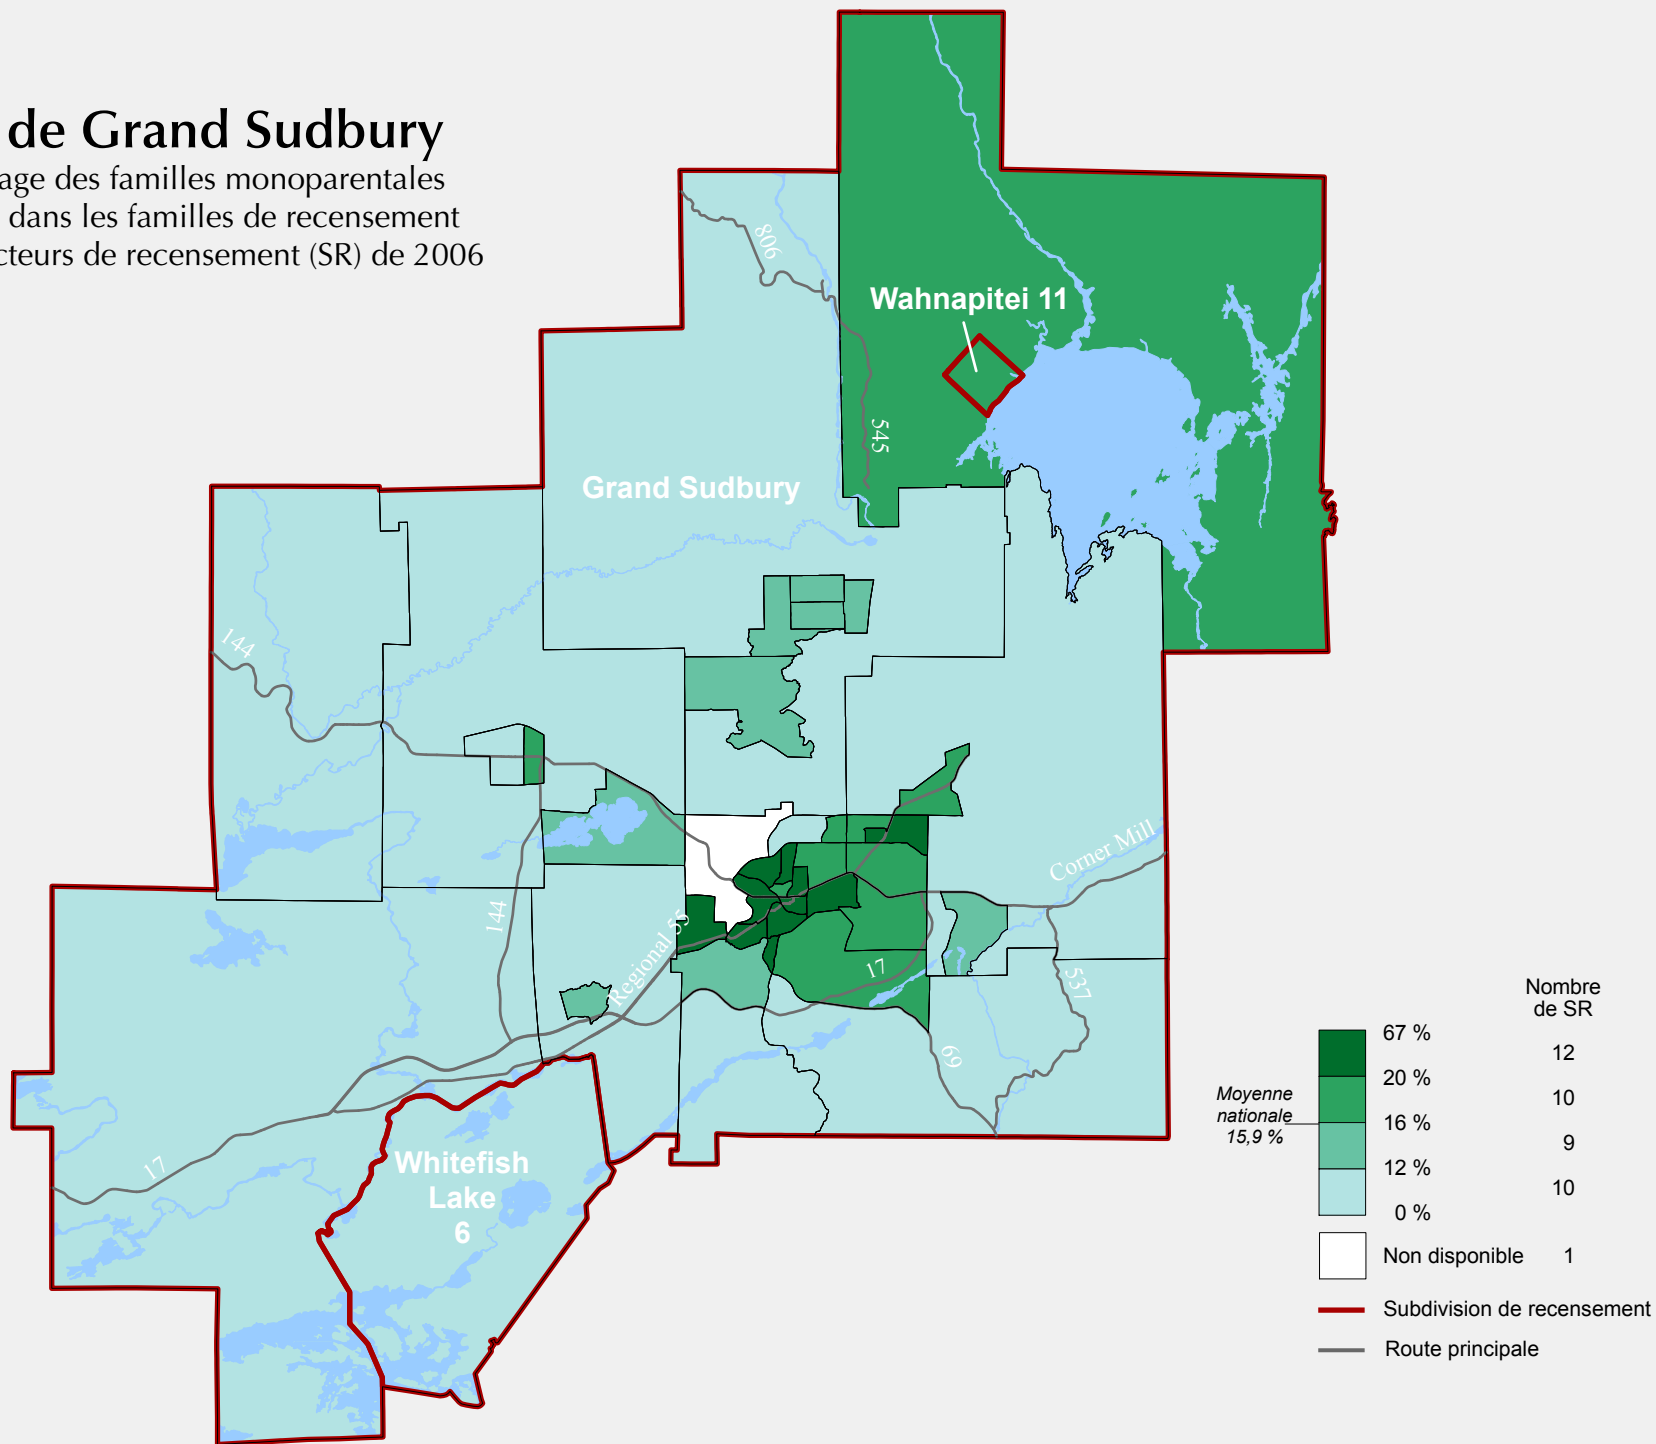 de Grand Sudbury
age des familles monoparentales
dans les familles de recensement
cteurs de recensement (SR) de 2006
806
Wahnapitei 11
545
Grand Sudbury
144
Corner Mill
144
Regional 55
17
537
69
17
Whitefish
Lake
6
Nombre
de SR
67 %
12
20 %
10
Moyenne
nationale
15,9 %
16 %
9
12 %
10
0 %
Non disponible 1
Subdivision de recensement
Route principale